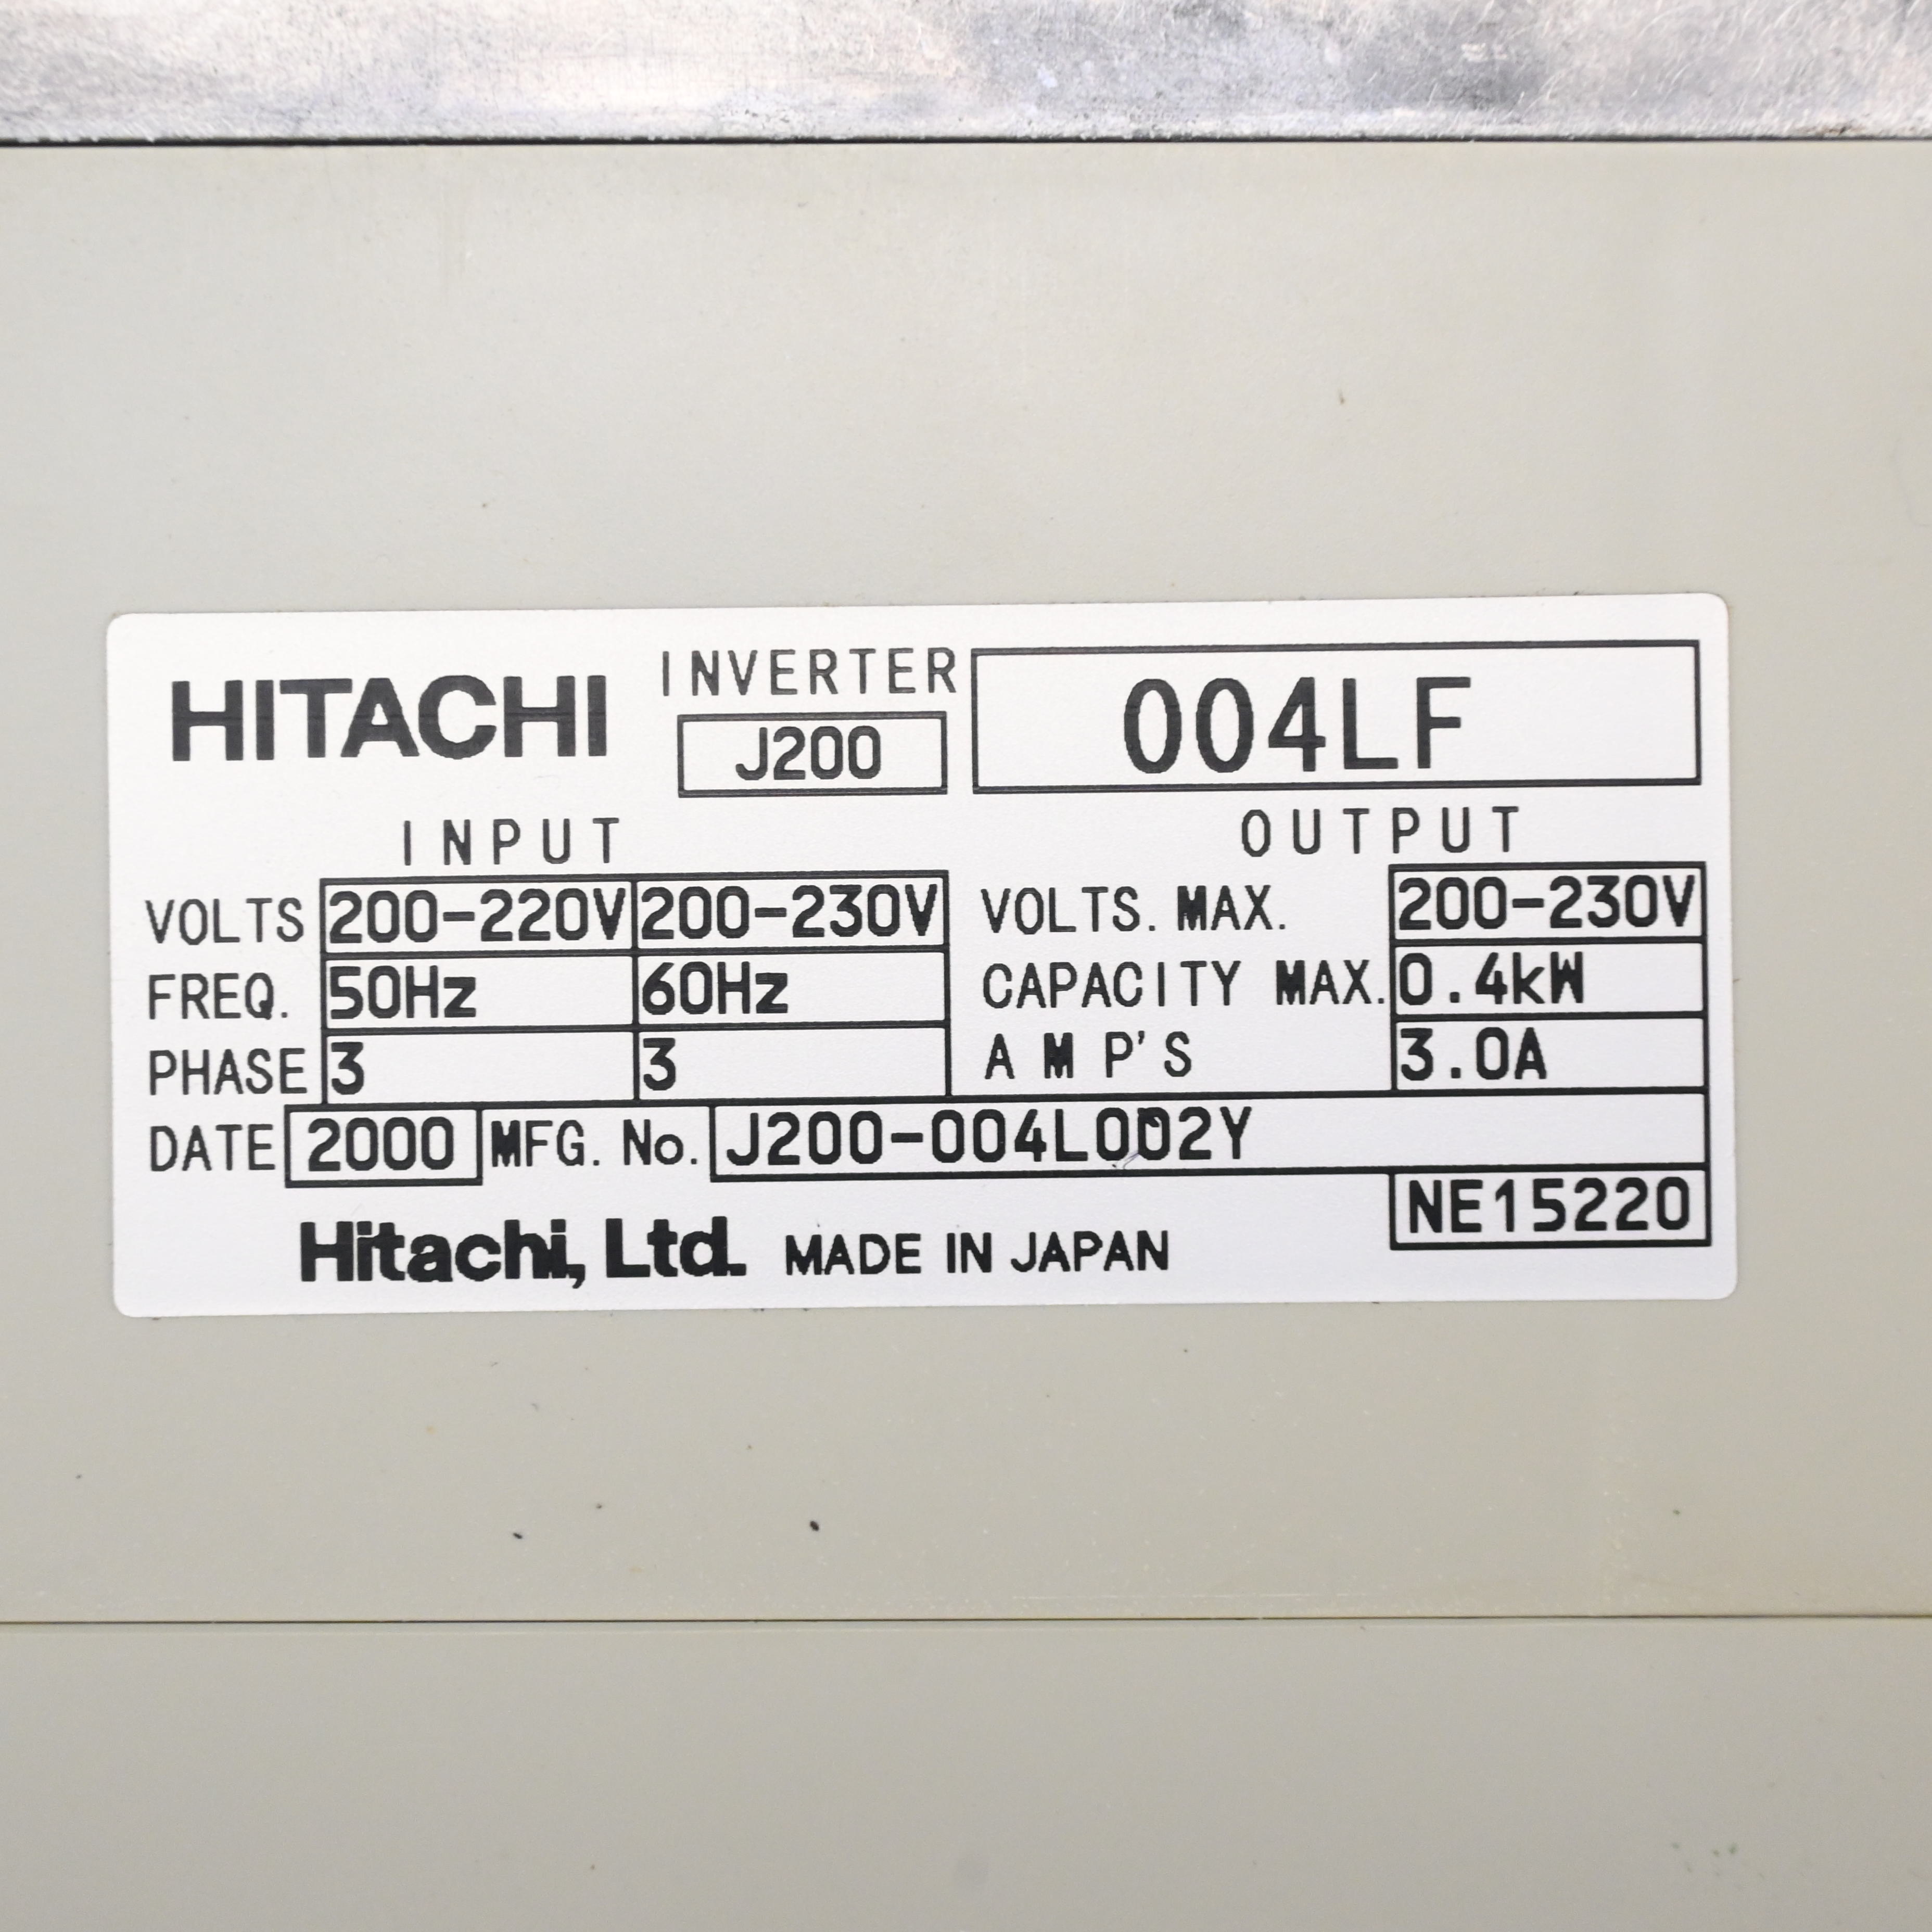 HITACHI INVERTER J200 004LF
INPUT OUTPUT
VOLTS 200-220V 200-230V VOLTS. MAX. 200-230V
FREQ. 50Hz 60Hz CAPACITY MAX. 0.4kW
PHASE 3 3 AMP'S 3.0A
DATE 2000 MFG. No. J200-004L002Y
NE15220
Hitachi, Ltd. MADE IN JAPAN